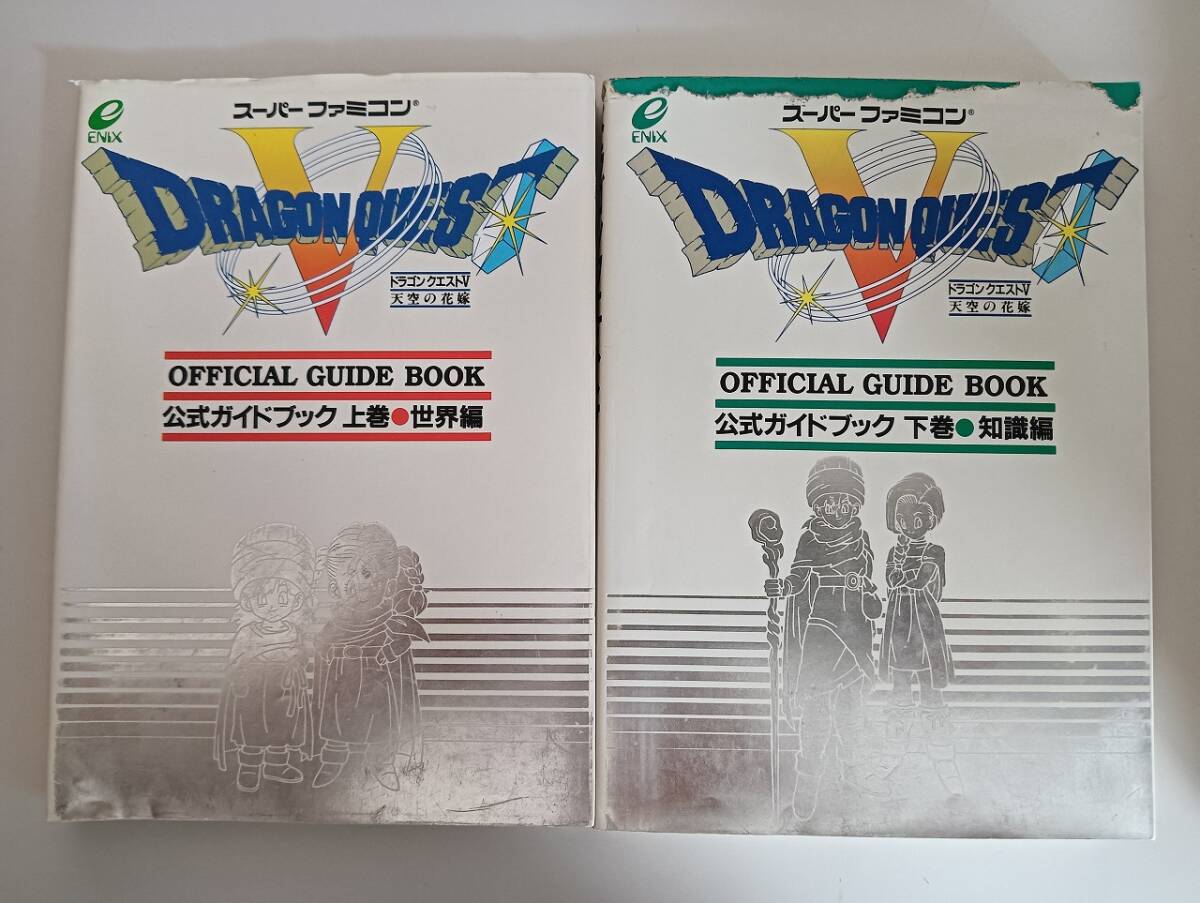 ENIX
スーパーファミコン®
V
DRAGON QUEST
ドラゴンクエストV
天空の花嫁
OFFICIAL GUIDE BOOK
公式ガイドブック 上巻●世界編
ENIX
スーパーファミコン®
V
DRAGON QUEST
ドラゴンクエストV
天空の花嫁
OFFICIAL GUIDE BOOK
公式ガイドブック 下巻●知識編